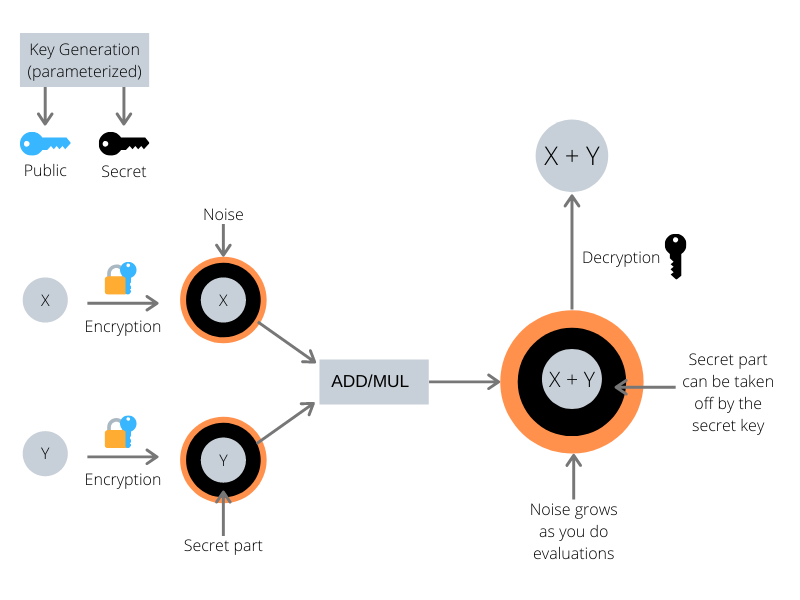 Key Generation
(parameterized)
Public
Secret
Noise
X
Encryption
X
Y
Encryption
Y
Secret part
ADD/MUL
X + Y
Decryption
X + Y
Secret part
can be taken
off by the
secret key
Noise grows
as you do
evaluations